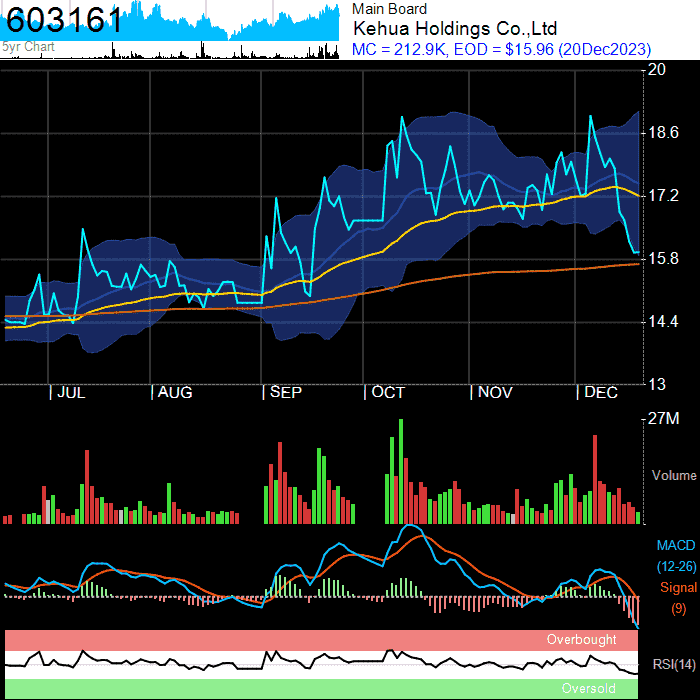 603161
5yr Chart
Main Board
Kehua Holdings Co.,Ltd
MC = 212.9K, EOD = $15.96 (20Dec2023)
20
18.6
17.2
15.8
14.4
13
JUL AUG SEP OCT NOV DEC
27M
Volume
MACD
(12-26)
Signal
(9)
Overbought
RSI(14)
Oversold